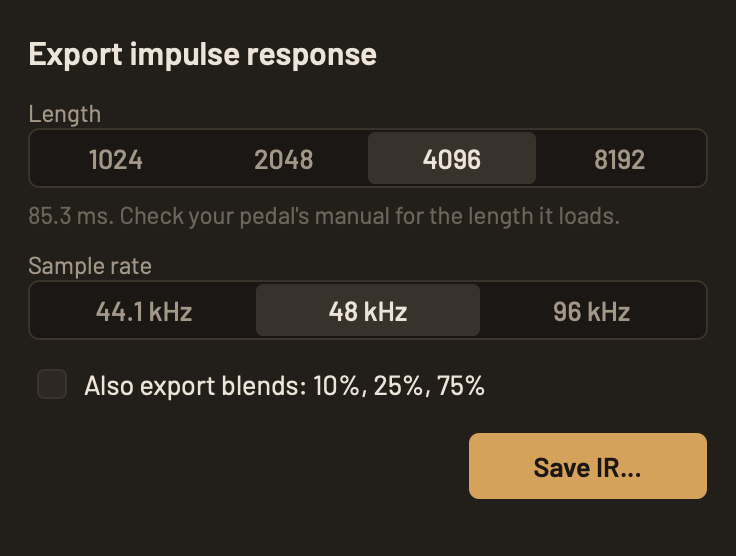 Export impulse response
Length
1024 2048 4096 8192
85.3 ms. Check your pedal's manual for the length it loads.
Sample rate
44.1 kHz 48 kHz 96 kHz
Also export blends: 10%, 25%, 75%
Save IR...